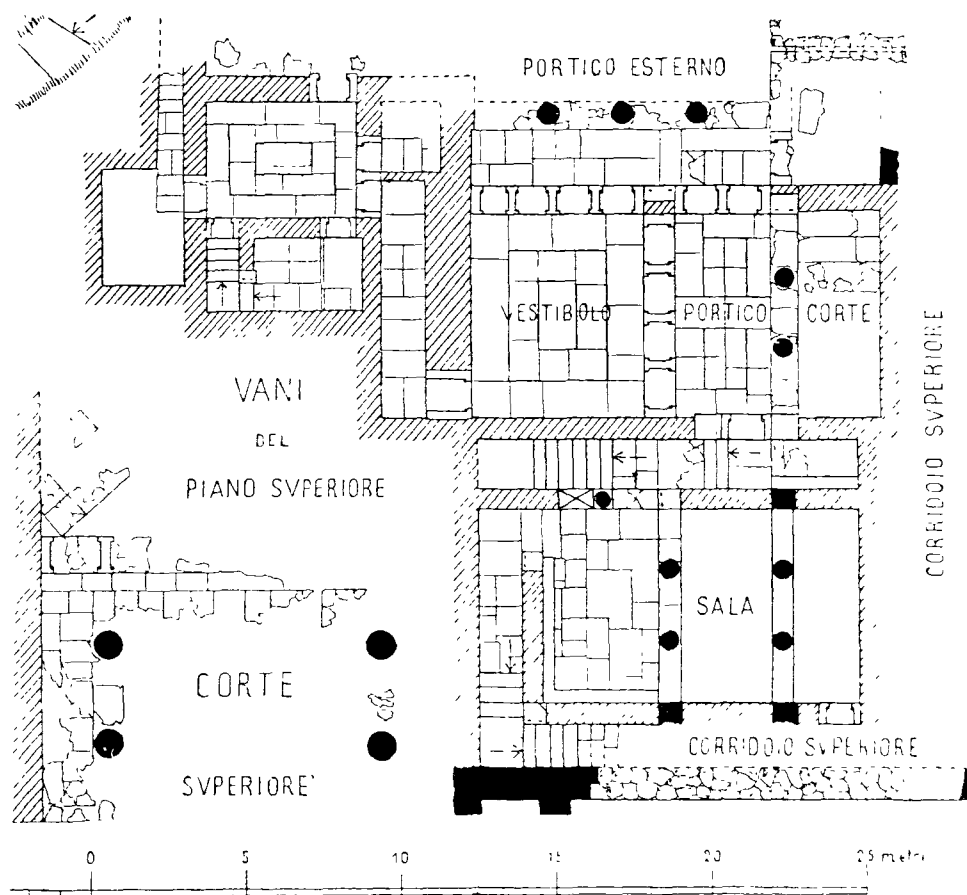 PORTICO ESTERNO
VESTIBOLO
PORTICO
CORTE
CORRIDOIO SVPERIORE
VANI
DEL
PIANO SVPERIORE
SALA
CORTE
SVPERIORE'
CORRIDOIO SVPERIORE
0 5 10 15 20 25 metri